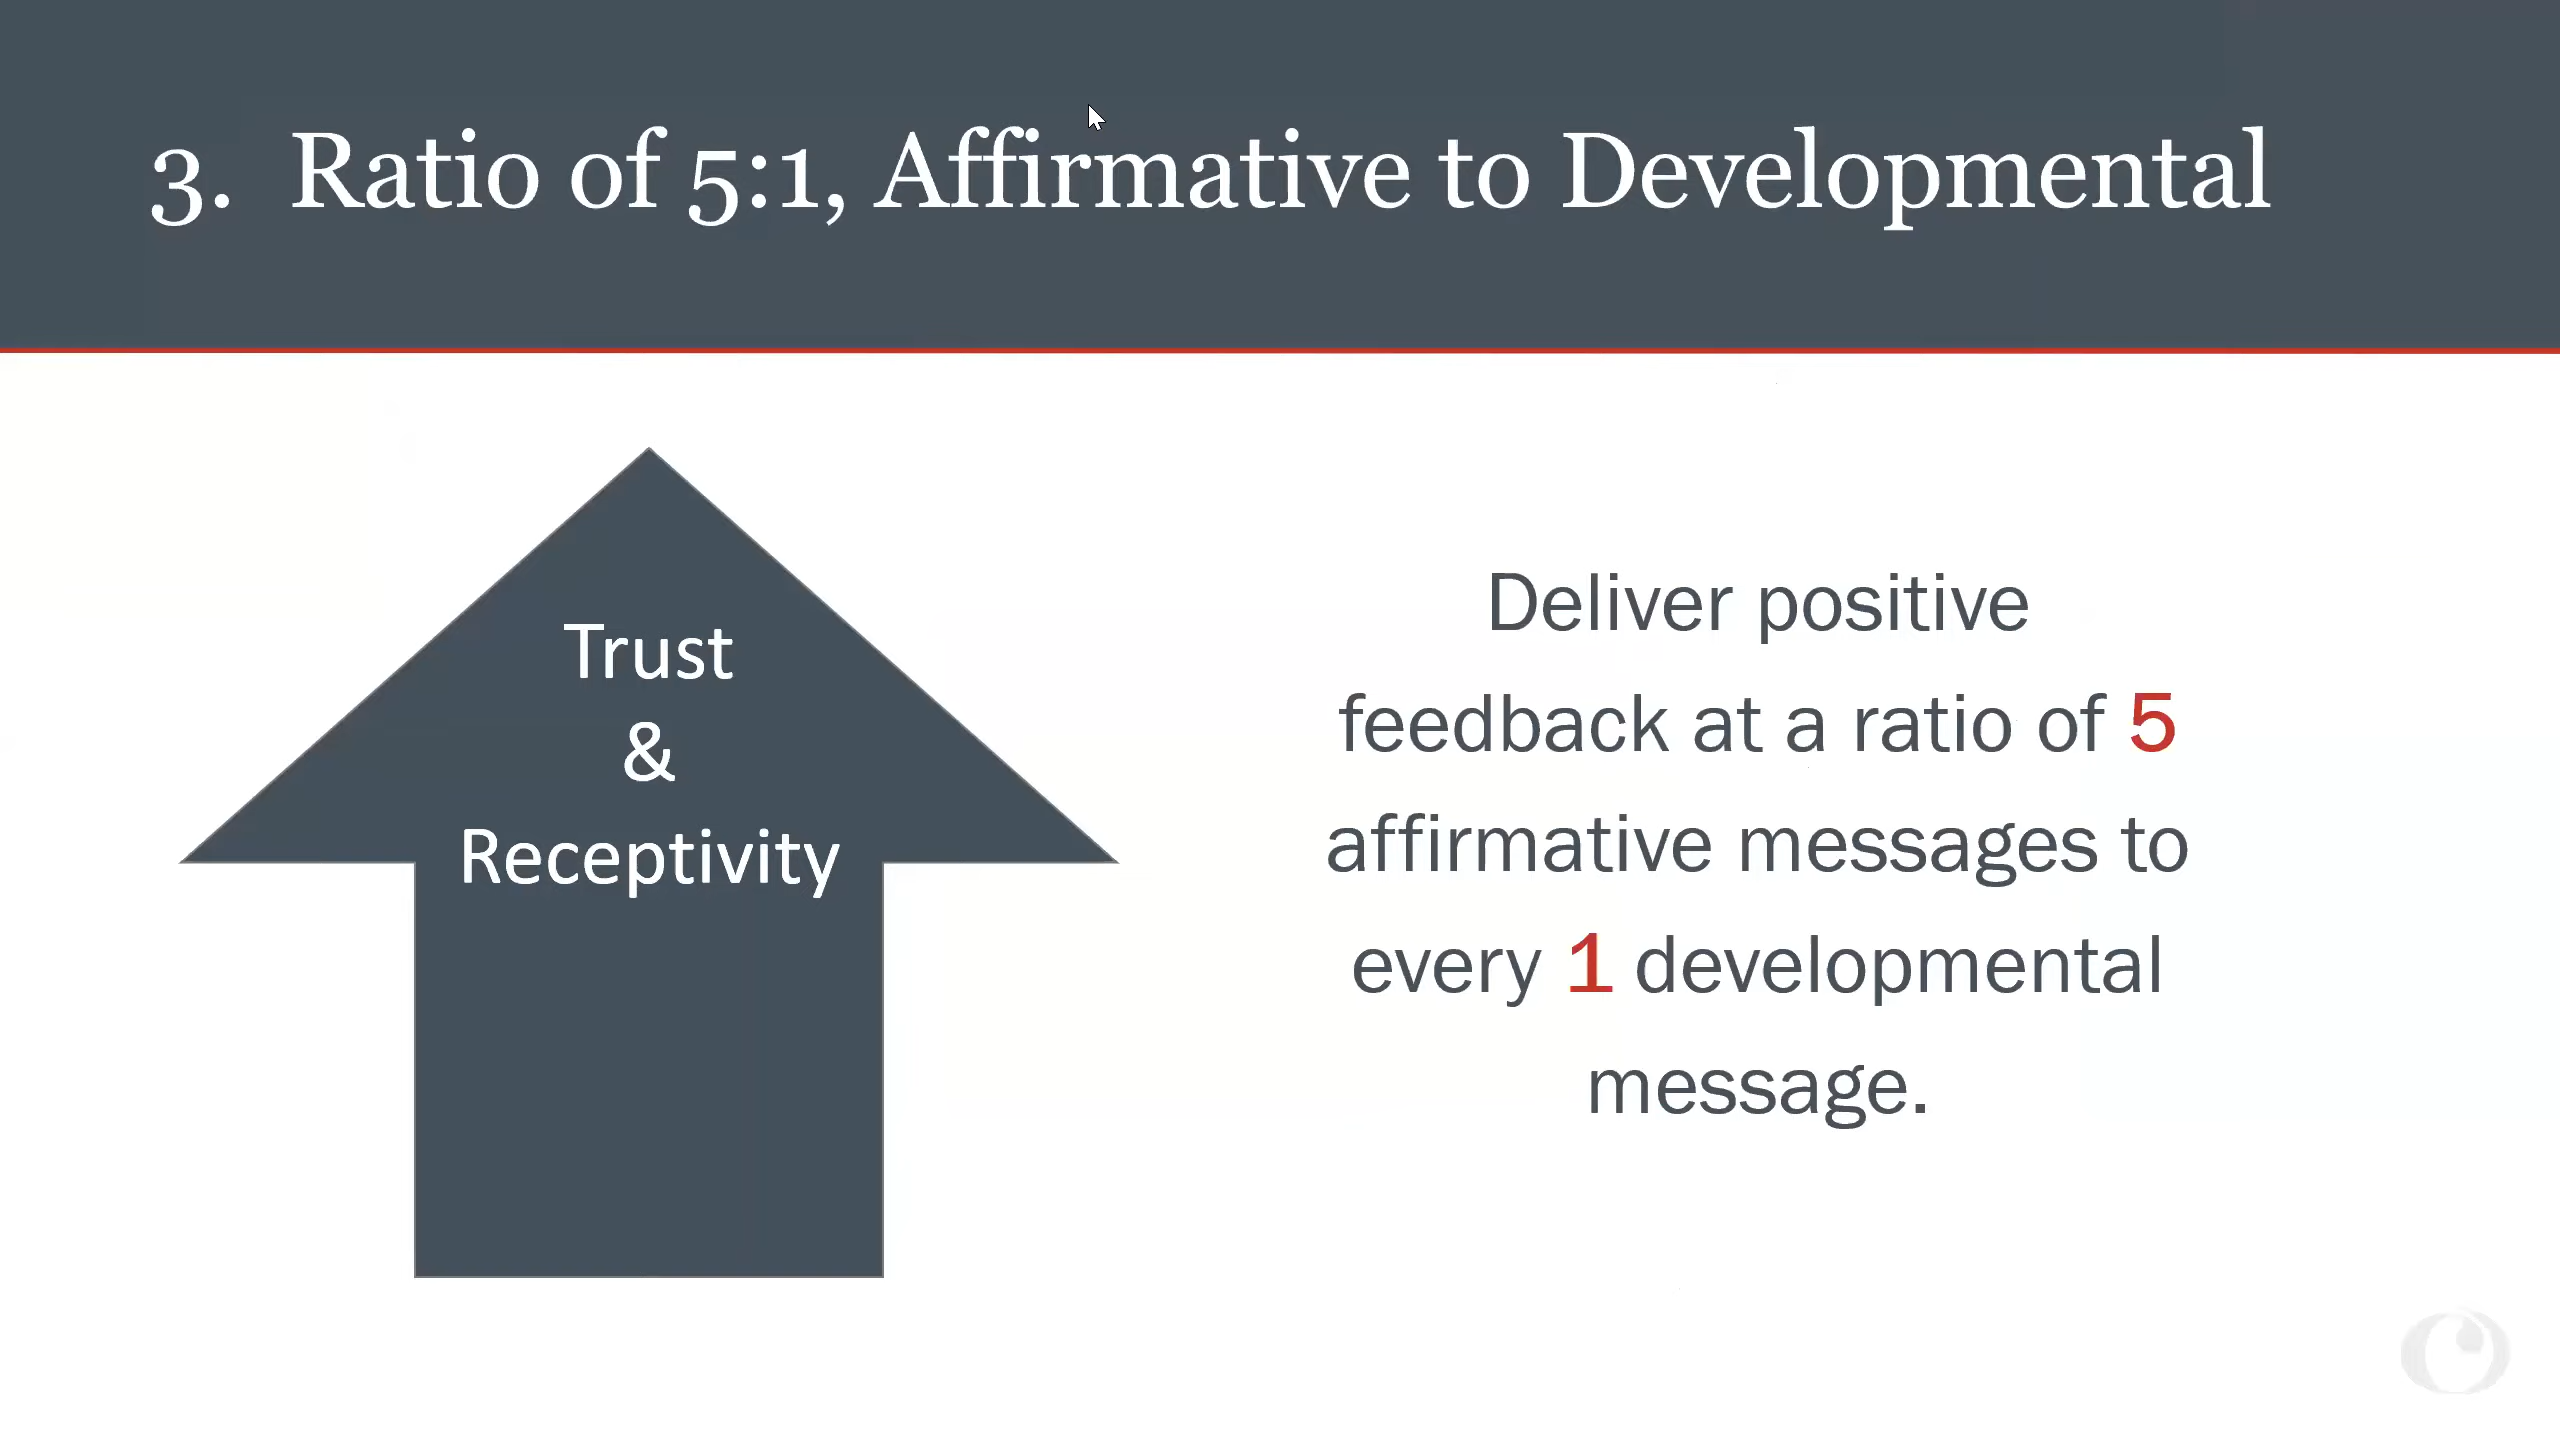 3. Ratio of 5:1, Affirmative to Developmental
Trust
&
Receptivity
Deliver positive
feedback at a ratio of 5
affirmative messages to
every 1 developmental
message.